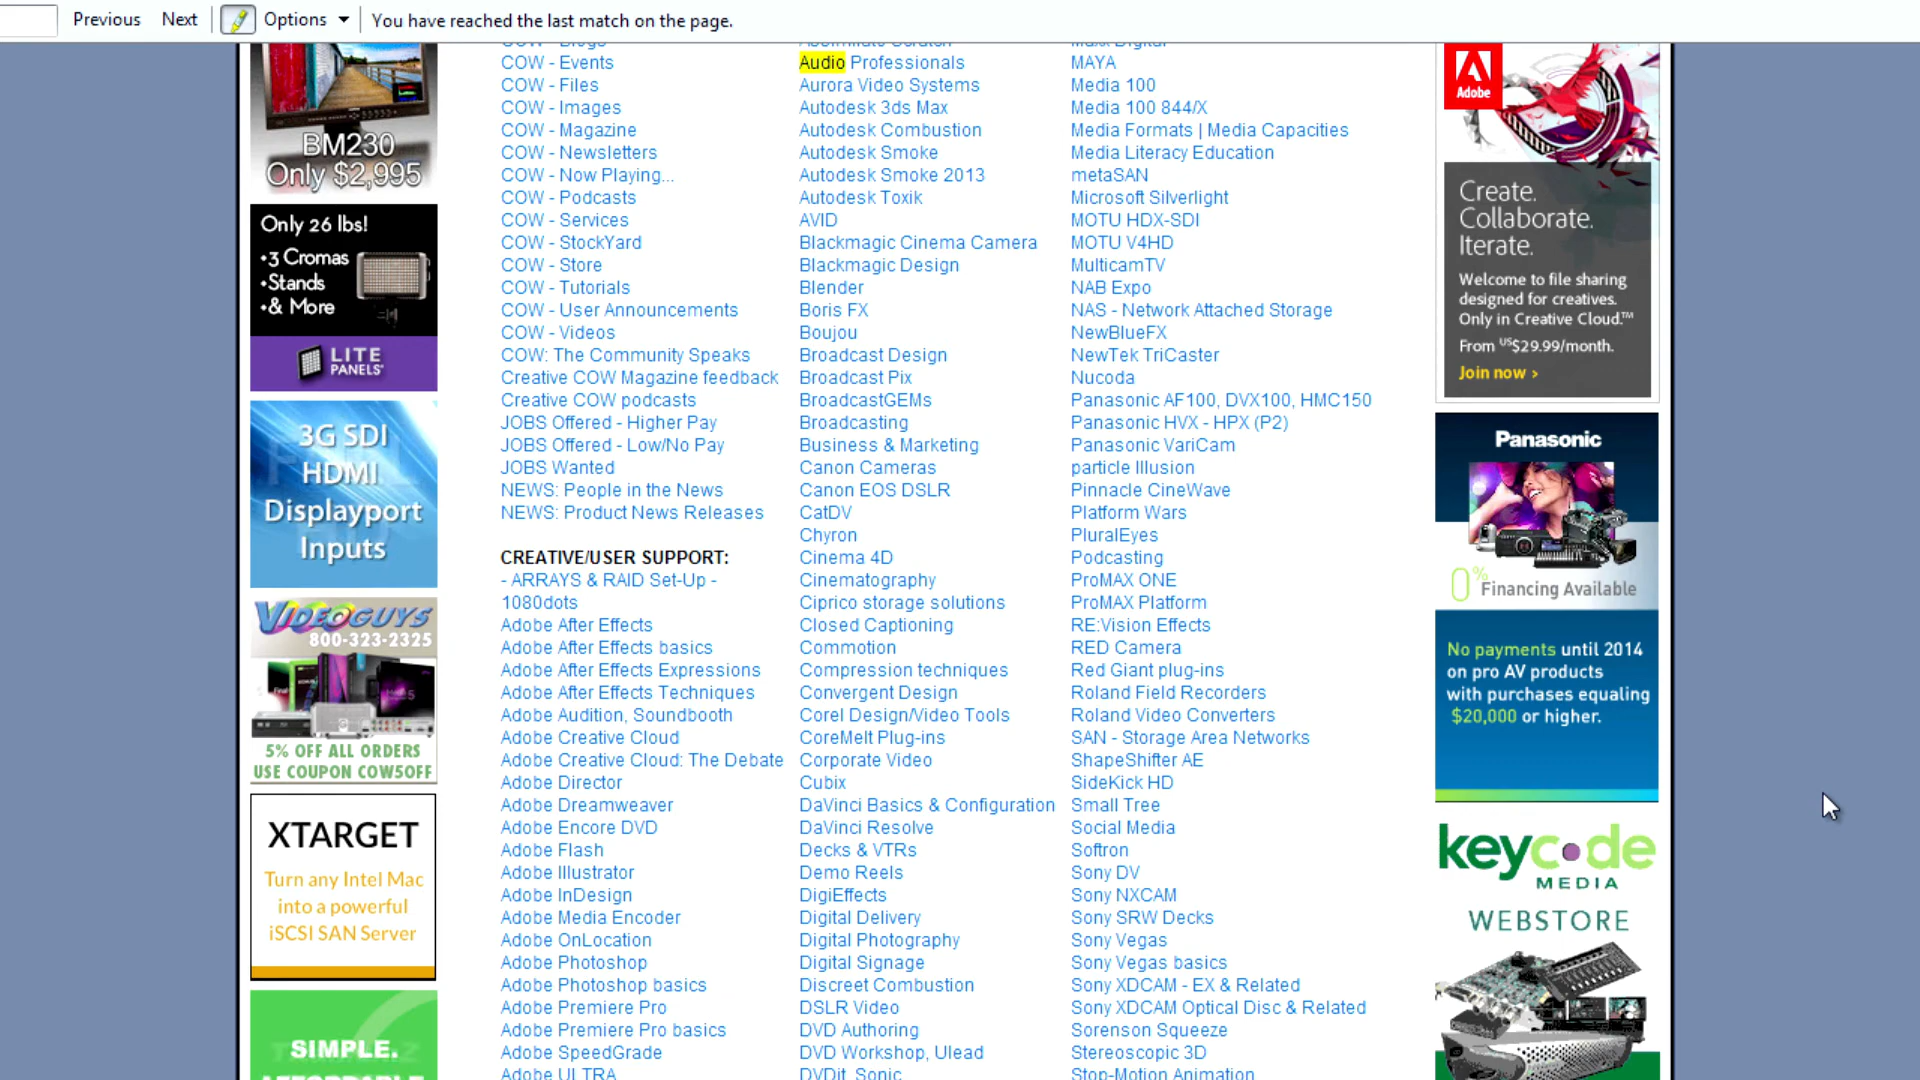 Previous Next Options You have reached the last match on the page.
BM230
Only $2,995
Only 26 lbs!
•3 Cromas
•Stands
•& More
LITE
PANELS
3G SDI
HDMI
Displayport
Inputs
VIDEOGUYS
800-323-2325
5% OFF ALL ORDERS
USE COUPON COW5OFF
XTARGET
Turn any Intel Mac
into a powerful
iSCSI SAN Server
SIMPLE.
COW - Blogs
COW - Events
COW - Files
COW - Images
COW - Magazine
COW - Newsletters
COW - Now Playing...
COW - Podcasts
COW - Services
COW - StockYard
COW - Store
COW - Tutorials
COW - User Announcements
COW - Videos
COW: The Community Speaks
Creative COW Magazine feedback
Creative COW podcasts
JOBS Offered - Higher Pay
JOBS Offered - Low/No Pay
JOBS Wanted
NEWS: People in the News
NEWS: Product News Releases
CREATIVE/USER SUPPORT:
- ARRAYS & RAID Set-Up -
1080dots
Adobe After Effects
Adobe After Effects basics
Adobe After Effects Expressions
Adobe After Effects Techniques
Adobe Audition, Soundbooth
Adobe Creative Cloud
Adobe Creative Cloud: The Debate
Adobe Director
Adobe Dreamweaver
Adobe Encore DVD
Adobe Flash
Adobe Illustrator
Adobe InDesign
Adobe Media Encoder
Adobe OnLocation
Adobe Photoshop
Adobe Photoshop basics
Adobe Premiere Pro
Adobe Premiere Pro basics
Adobe SpeedGrade
Adobe ULTRA
Assimilate Scratch
Audio Professionals
Aurora Video Systems
Autodesk 3ds Max
Autodesk Combustion
Autodesk Smoke
Autodesk Smoke 2013
Autodesk Toxik
AVID
Blackmagic Cinema Camera
Blackmagic Design
Blender
Boris FX
Boujou
Broadcast Design
Broadcast Pix
BroadcastGEMs
Broadcasting
Business & Marketing
Canon Cameras
Canon EOS DSLR
CatDV
Chyron
Cinema 4D
Cinematography
Ciprico storage solutions
Closed Captioning
Commotion
Compression techniques
Convergent Design
Corel Design/Video Tools
CoreMelt Plug-ins
Corporate Video
Cubix
DaVinci Basics & Configuration
DaVinci Resolve
Decks & VTRs
Demo Reels
DigiEffects
Digital Delivery
Digital Photography
Digital Signage
Discreet Combustion
DSLR Video
DVD Authoring
DVD Workshop, Ulead
DVDit, Sonic
Maxx Digital
MAYA
Media 100
Media 100 844/X
Media Formats | Media Capacities
Media Literacy Education
metaSAN
Microsoft Silverlight
MOTU HDX-SDI
MOTU V4HD
MulticamTV
NAB Expo
NAS - Network Attached Storage
NewBlueFX
NewTek TriCaster
Nucoda
Panasonic AF100, DVX100, HMC150
Panasonic HVX - HPX (P2)
Panasonic VariCam
particle Illusion
Pinnacle CineWave
Platform Wars
PluralEyes
Podcasting
ProMAX ONE
ProMAX Platform
RE:Vision Effects
RED Camera
Red Giant plug-ins
Roland Field Recorders
Roland Video Converters
SAN - Storage Area Networks
ShapeShifter AE
SideKick HD
Small Tree
Social Media
Softron
Sony DV
Sony NXCAM
Sony SRW Decks
Sony Vegas
Sony Vegas basics
Sony XDCAM - EX & Related
Sony XDCAM Optical Disc & Related
Sorenson Squeeze
Stereoscopic 3D
Stop-Motion Animation
Adobe
Create.
Collaborate.
Iterate.
Welcome to file sharing
designed for creatives.
Only in Creative Cloud.™
From US$29.99/month.
Join now ›
Panasonic
0% Financing Available
No payments until 2014
on pro AV products
with purchases equaling
$20,000 or higher.
keycode
MEDIA
WEBSTORE